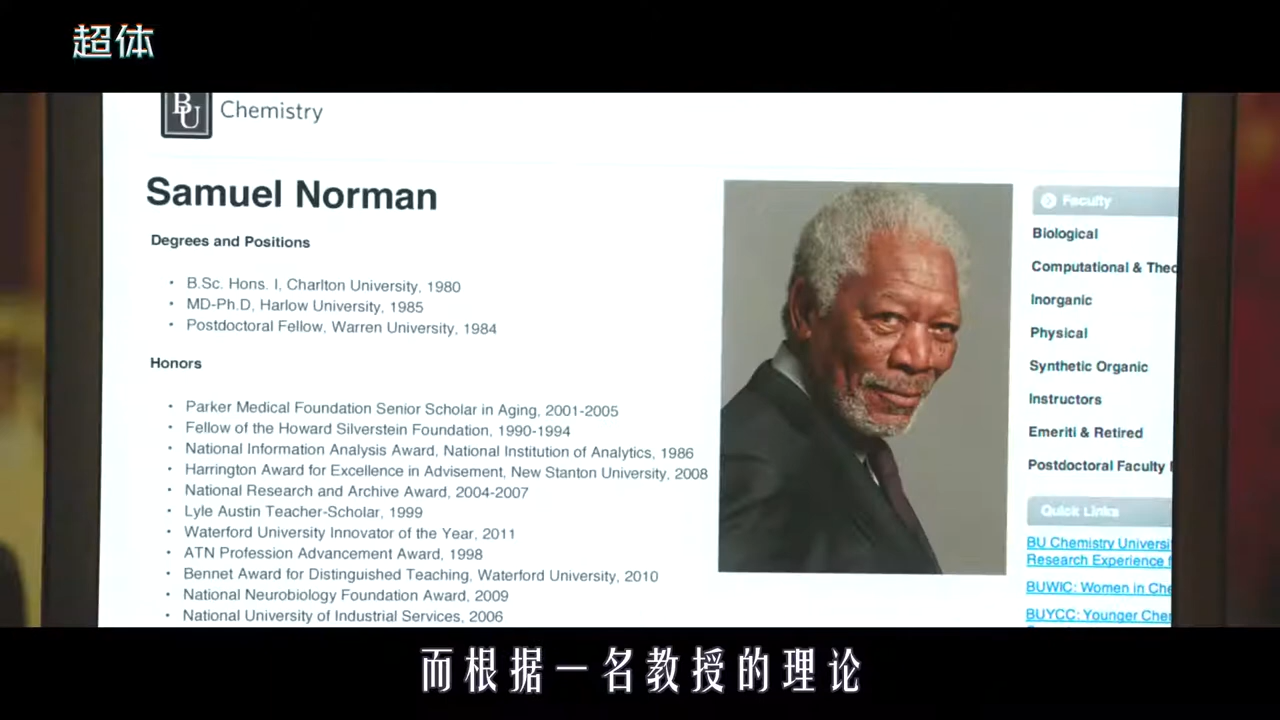 超体
BU
Chemistry
Samuel Norman
Degrees and Positions
• B.Sc. Hons. I, Charlton University, 1980
• MD-Ph.D, Harlow University, 1985
• Postdoctoral Fellow, Warren University, 1984
Honors
• Parker Medical Foundation Senior Scholar in Aging, 2001-2005
• Fellow of the Howard Silverstein Foundation, 1990-1994
• National Information Analysis Award, National Institution of Analytics, 1986
• Harrington Award for Excellence in Advisement, New Stanton University, 2008
• National Research and Archive Award, 2004-2007
• Lyle Austin Teacher-Scholar, 1999
• Waterford University Innovator of the Year, 2011
• ATN Profession Advancement Award, 1998
• Bennet Award for Distinguished Teaching, Waterford University, 2010
• National Neurobiology Foundation Award, 2009
• National University of Industrial Services, 2006
Faculty
Biological
Computational & Theo
Inorganic
Physical
Synthetic Organic
Instructors
Emeriti & Retired
Postdoctoral Faculty
Quick Links
BU Chemistry Universi
Research Experience
BUWIC: Women in Che
BUYCC: Younger Cher
而根据一名教授的理论